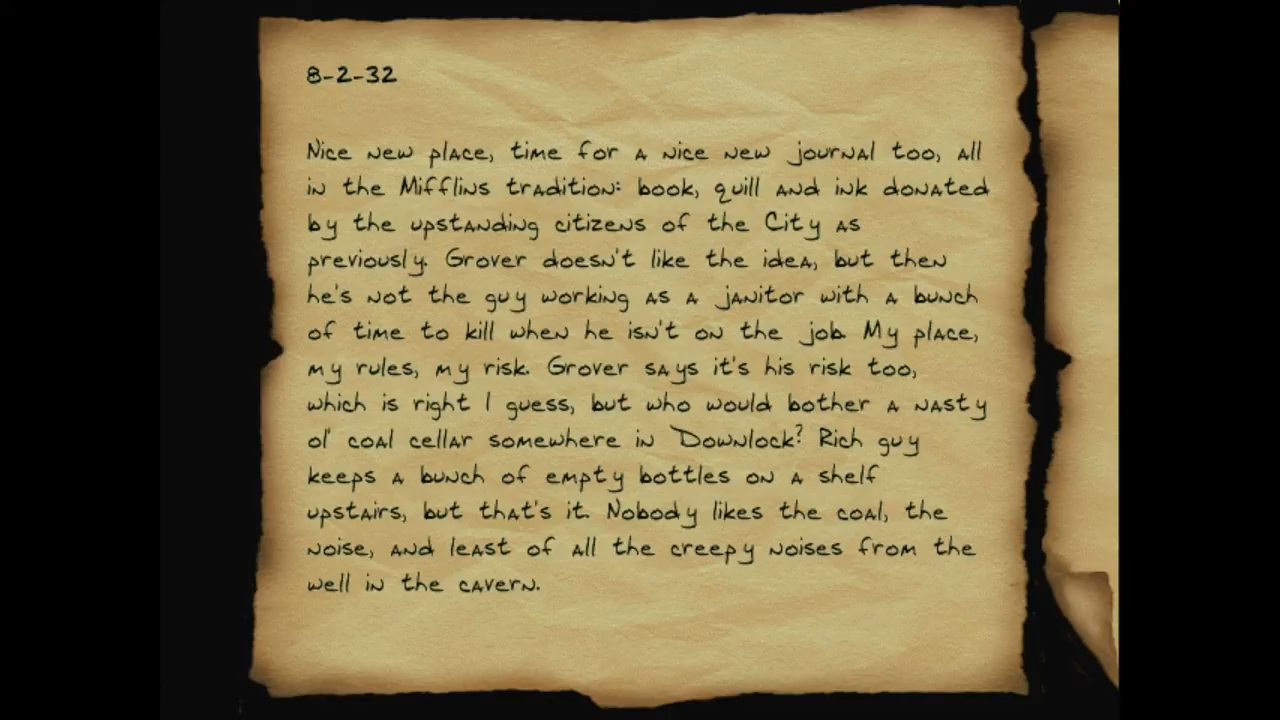 8-2-32
Nice new place, time for a nice new journal too, all
in the Mifflins tradition: book, quill and ink donated
by the upstanding citizens of the City as
previously. Grover doesn't like the idea, but then
he's not the guy working as a janitor with a bunch
of time to kill when he isn't on the job. My place,
my rules, my risk. Grover says it's his risk too,
which is right I guess, but who would bother a nasty
ol' coal cellar somewhere in Downlock? Rich guy
keeps a bunch of empty bottles on a shelf
upstairs, but that's it. Nobody likes the coal, the
noise, and least of all the creepy noises from the
well in the cavern.